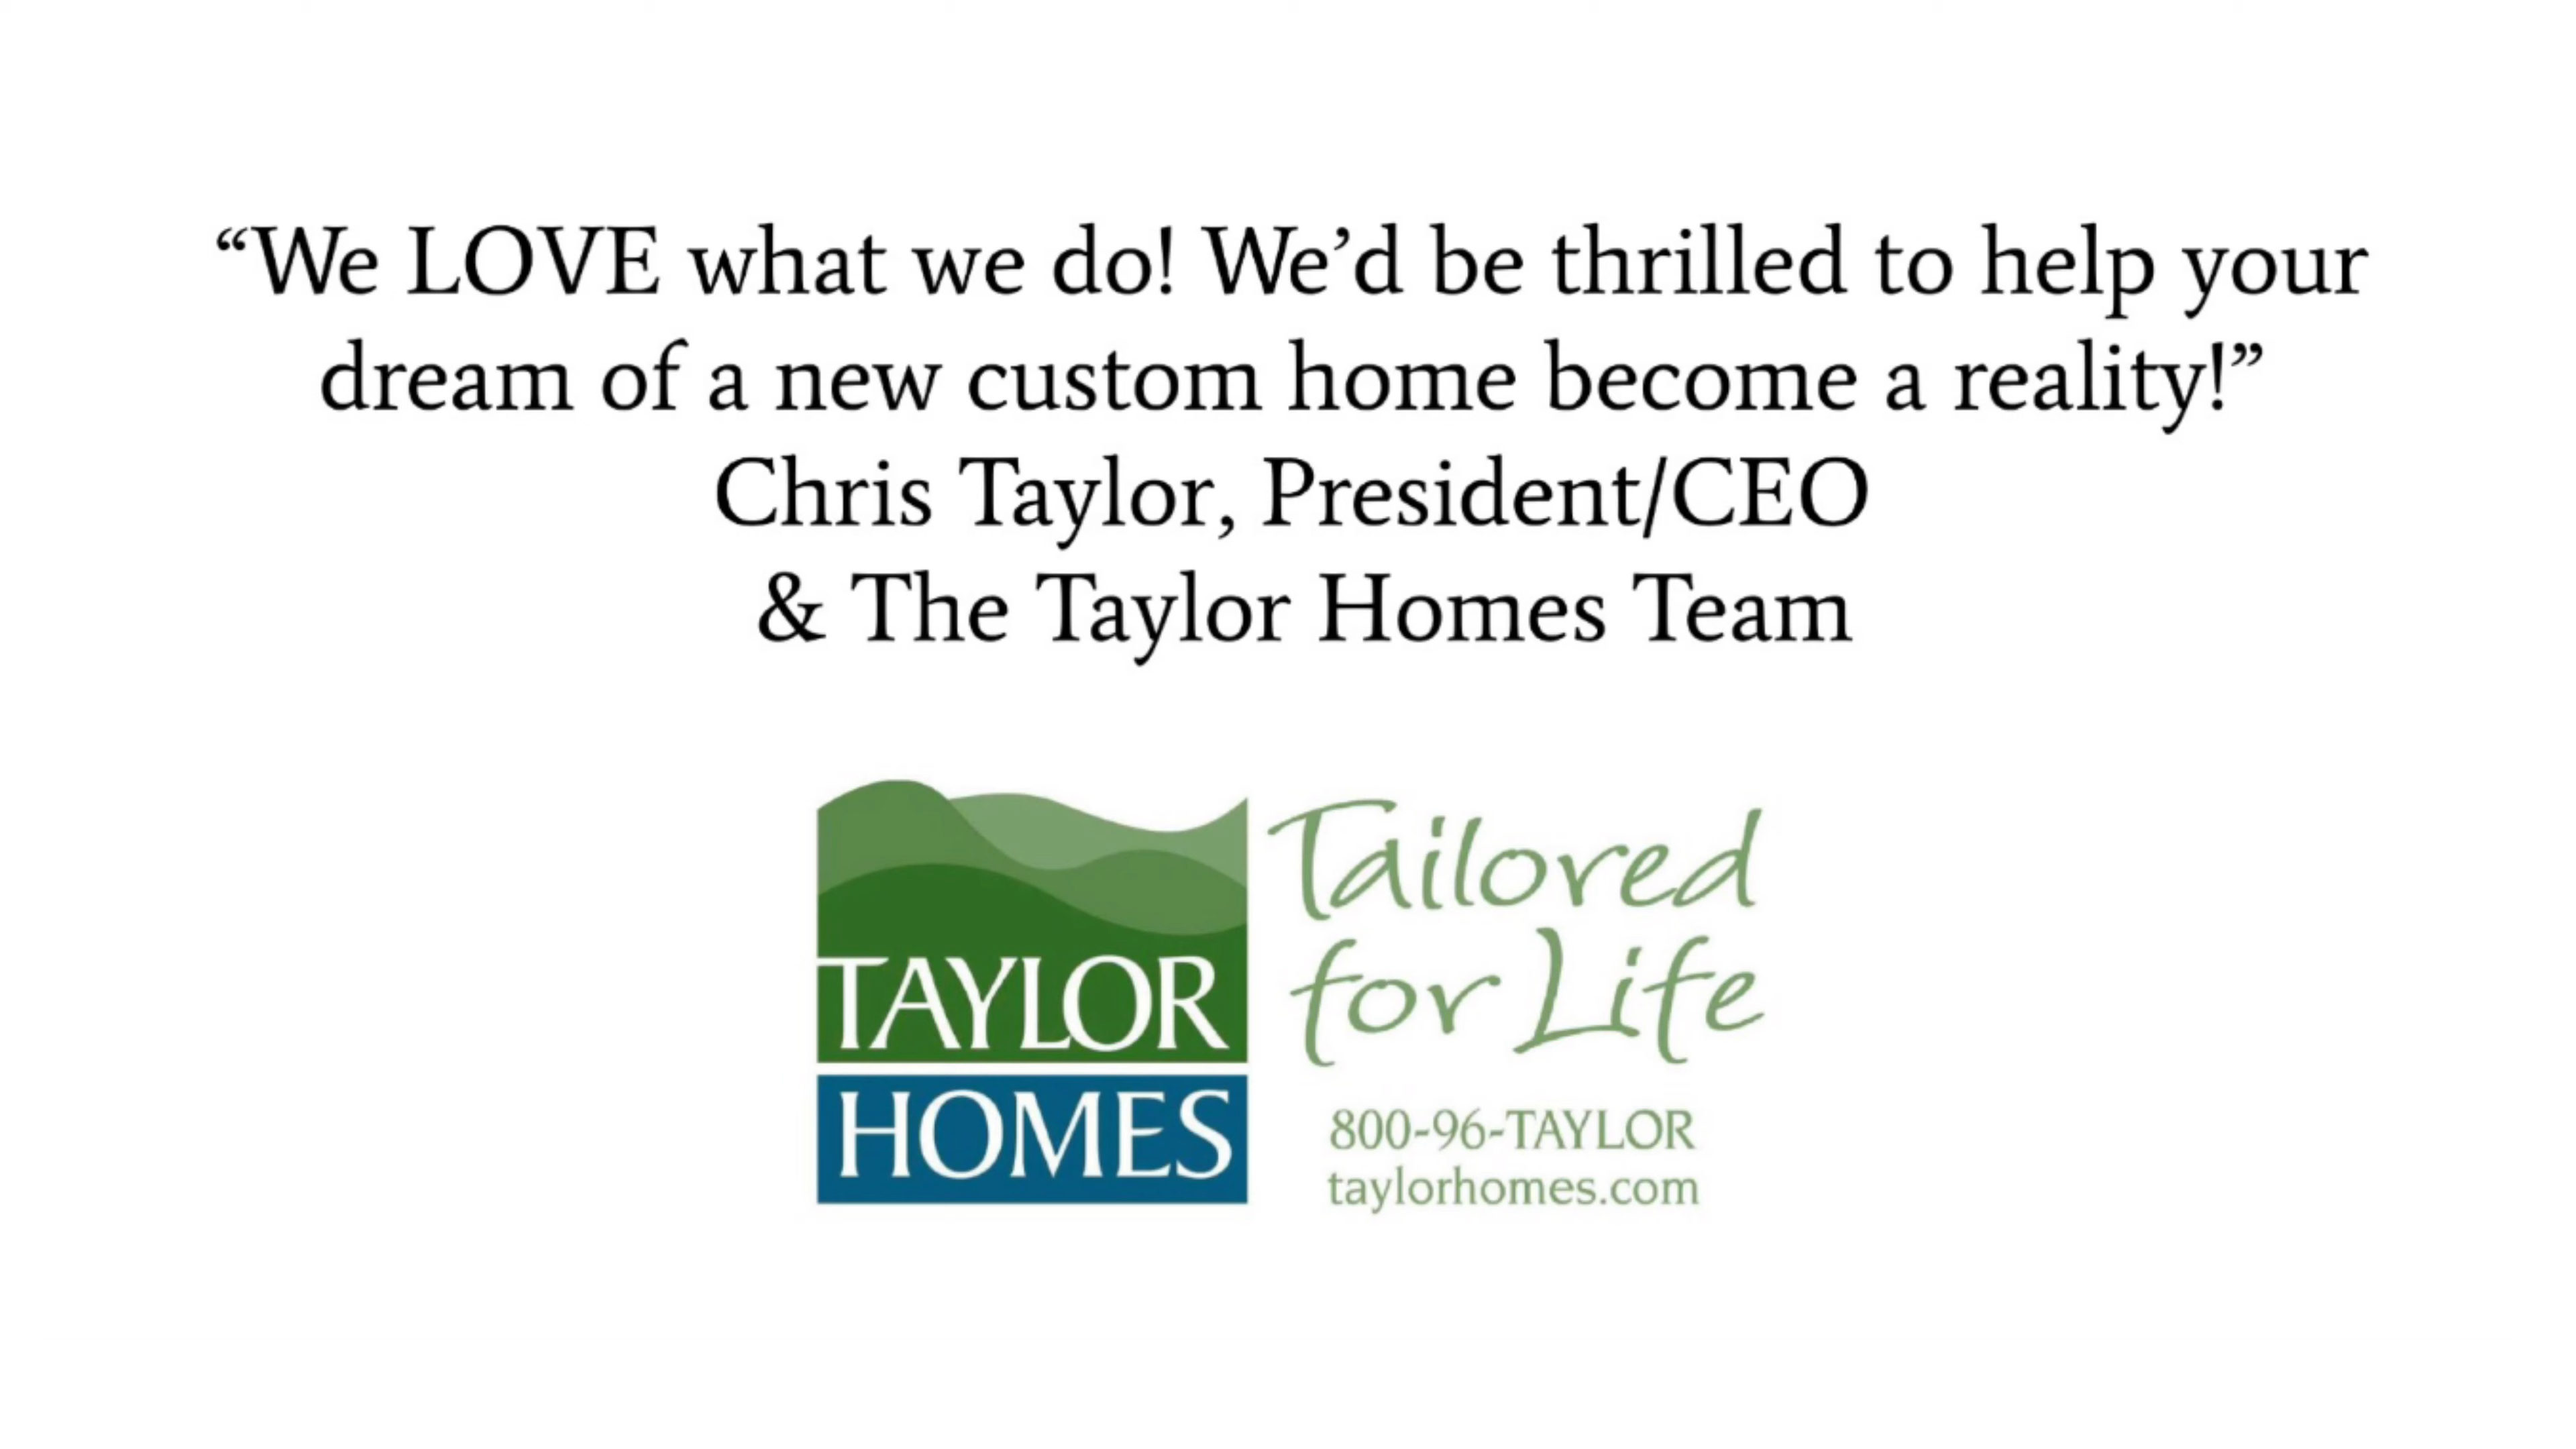 “We LOVE what we do! We’d be thrilled to help your
dream of a new custom home become a reality!”
Chris Taylor, President/CEO
& The Taylor Homes Team
TAYLOR
HOMES
Tailored
for Life
800-96-TAYLOR
taylorhomes.com